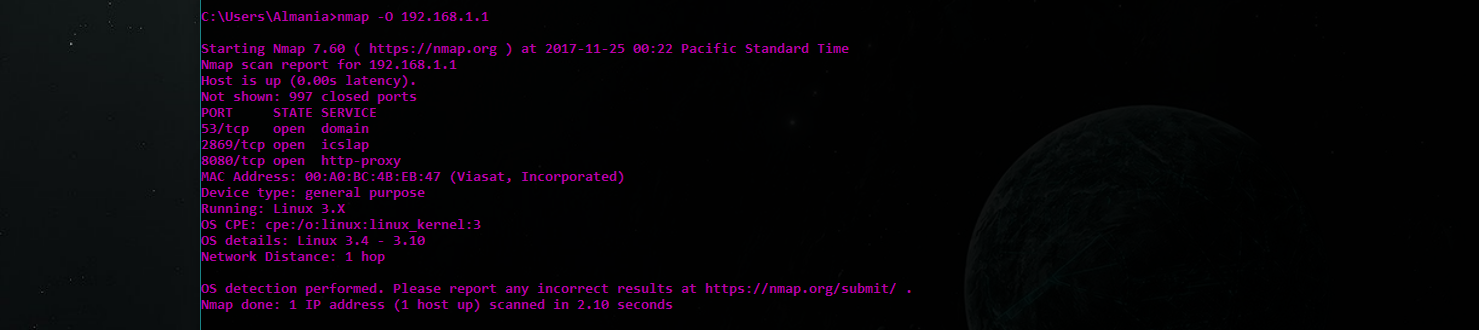 C:\Users\Almania>nmap -O 192.168.1.1
Starting Nmap 7.60 ( https://nmap.org ) at 2017-11-25 00:22 Pacific Standard Time
Nmap scan report for 192.168.1.1
Host is up (0.00s latency).
Not shown: 997 closed ports
PORT     STATE SERVICE
53/tcp   open  domain
2869/tcp open  icslap
8080/tcp open  http-proxy
MAC Address: 00:A0:BC:4B:EB:47 (Viasat, Incorporated)
Device type: general purpose
Running: Linux 3.X
OS CPE: cpe:/o:linux:linux_kernel:3
OS details: Linux 3.4 - 3.10
Network Distance: 1 hop
OS detection performed. Please report any incorrect results at https://nmap.org/submit/ .
Nmap done: 1 IP address (1 host up) scanned in 2.10 seconds